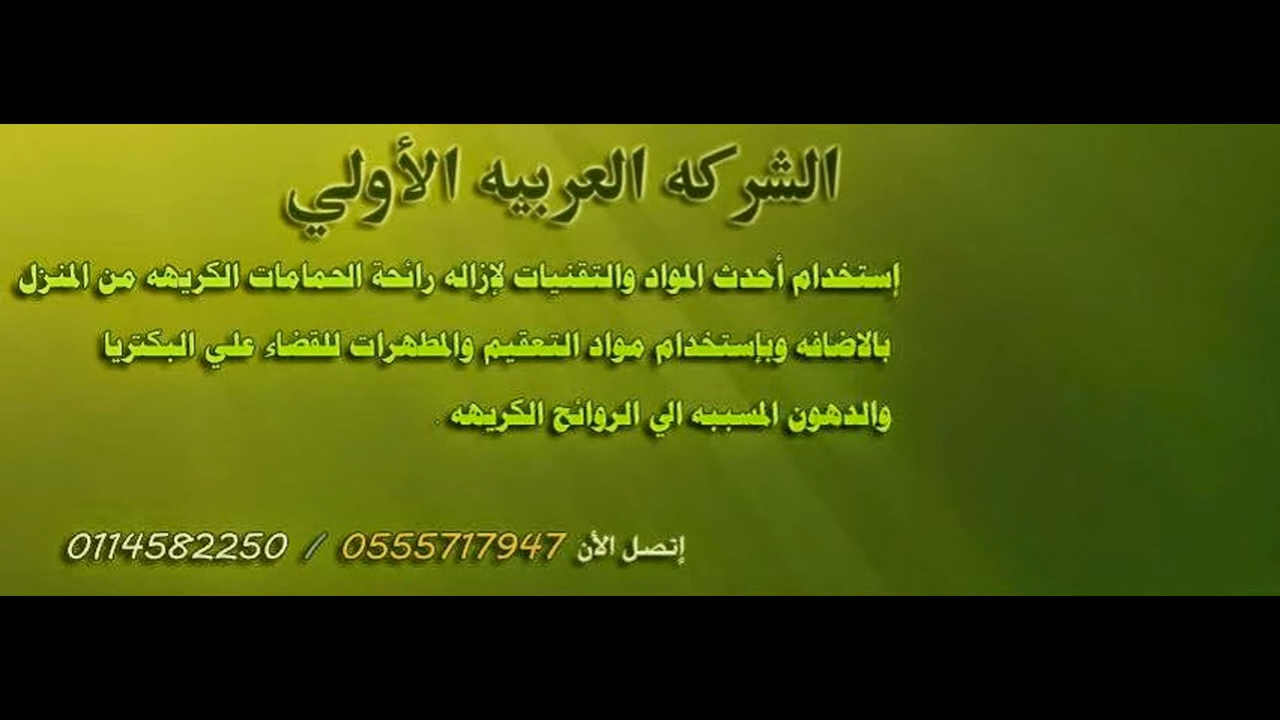 الشركه العربيه الأولي
إستخدام أحدث المواد والتقنيات لإزاله رائحة الحمامات الكريهه من المنزل
بالاضافه وبإستخدام مواد التعقيم والمطهرات للقضاء علي البكتريا
والدهون المسببه الي الروائح الكريهه .
إتصل الأن 0555717947 / 0114582250